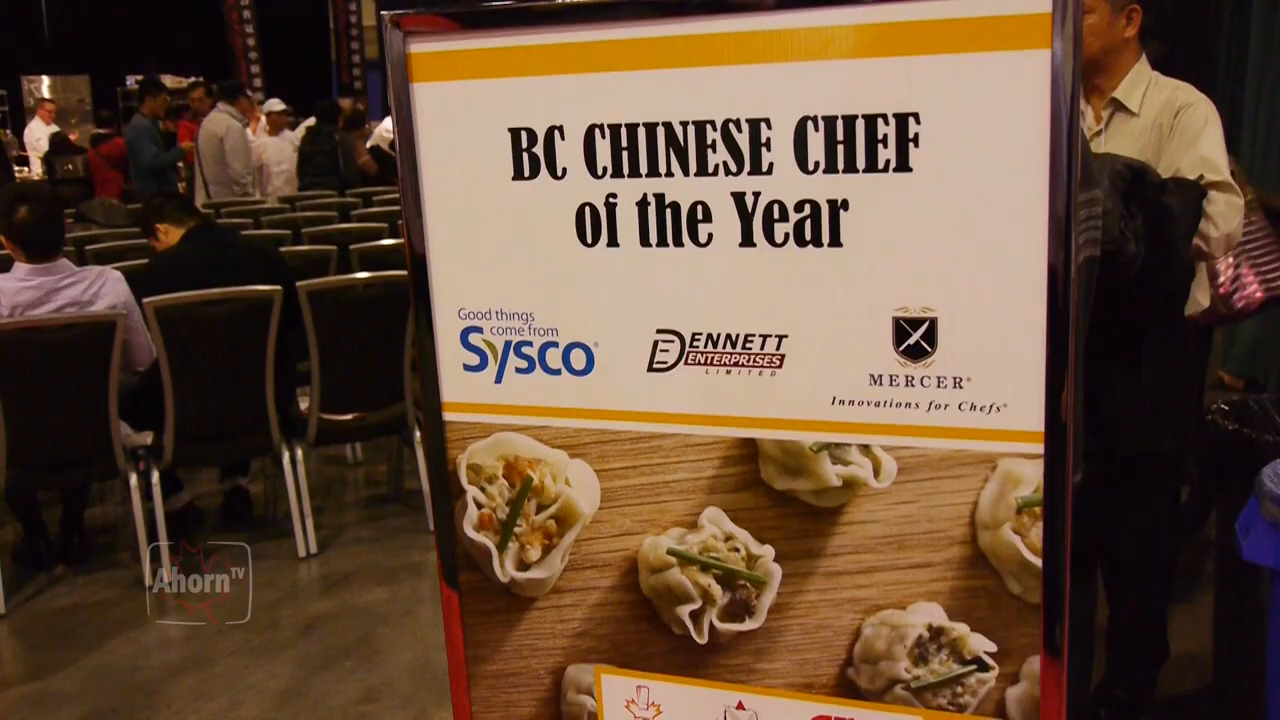 BC CHINESE CHEF
of the Year
Good things
come from
Sysco®
DENNETT
ENTERPRISES
LIMITED
MERCER®
Innovations for Chefs®
Ahorn TV